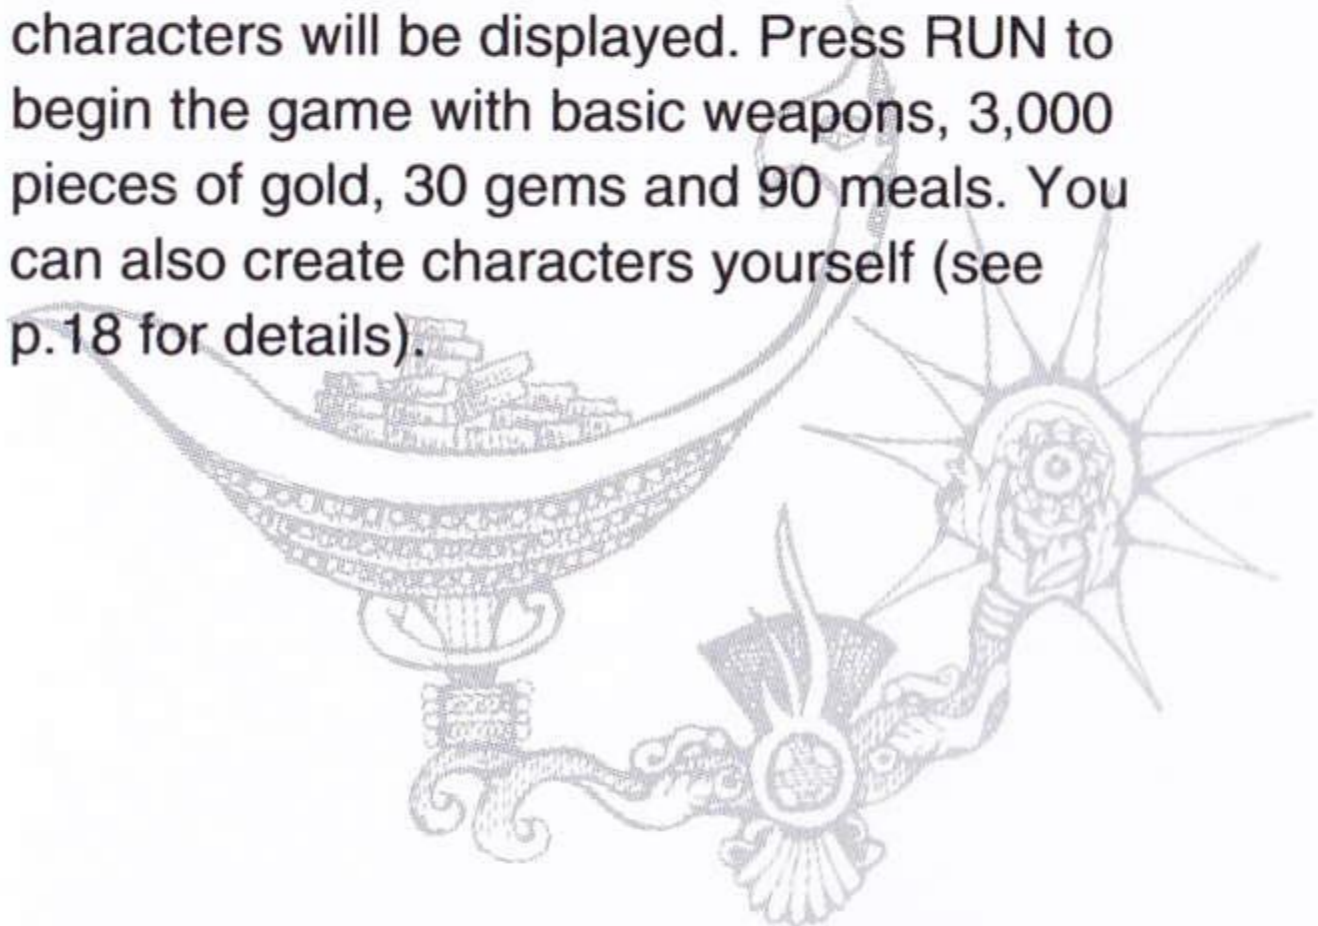 characters will be displayed. Press RUN to
begin the game with basic weapons, 3,000
pieces of gold, 30 gems and 90 meals. You
can also create characters yourself (see
p.18 for details).